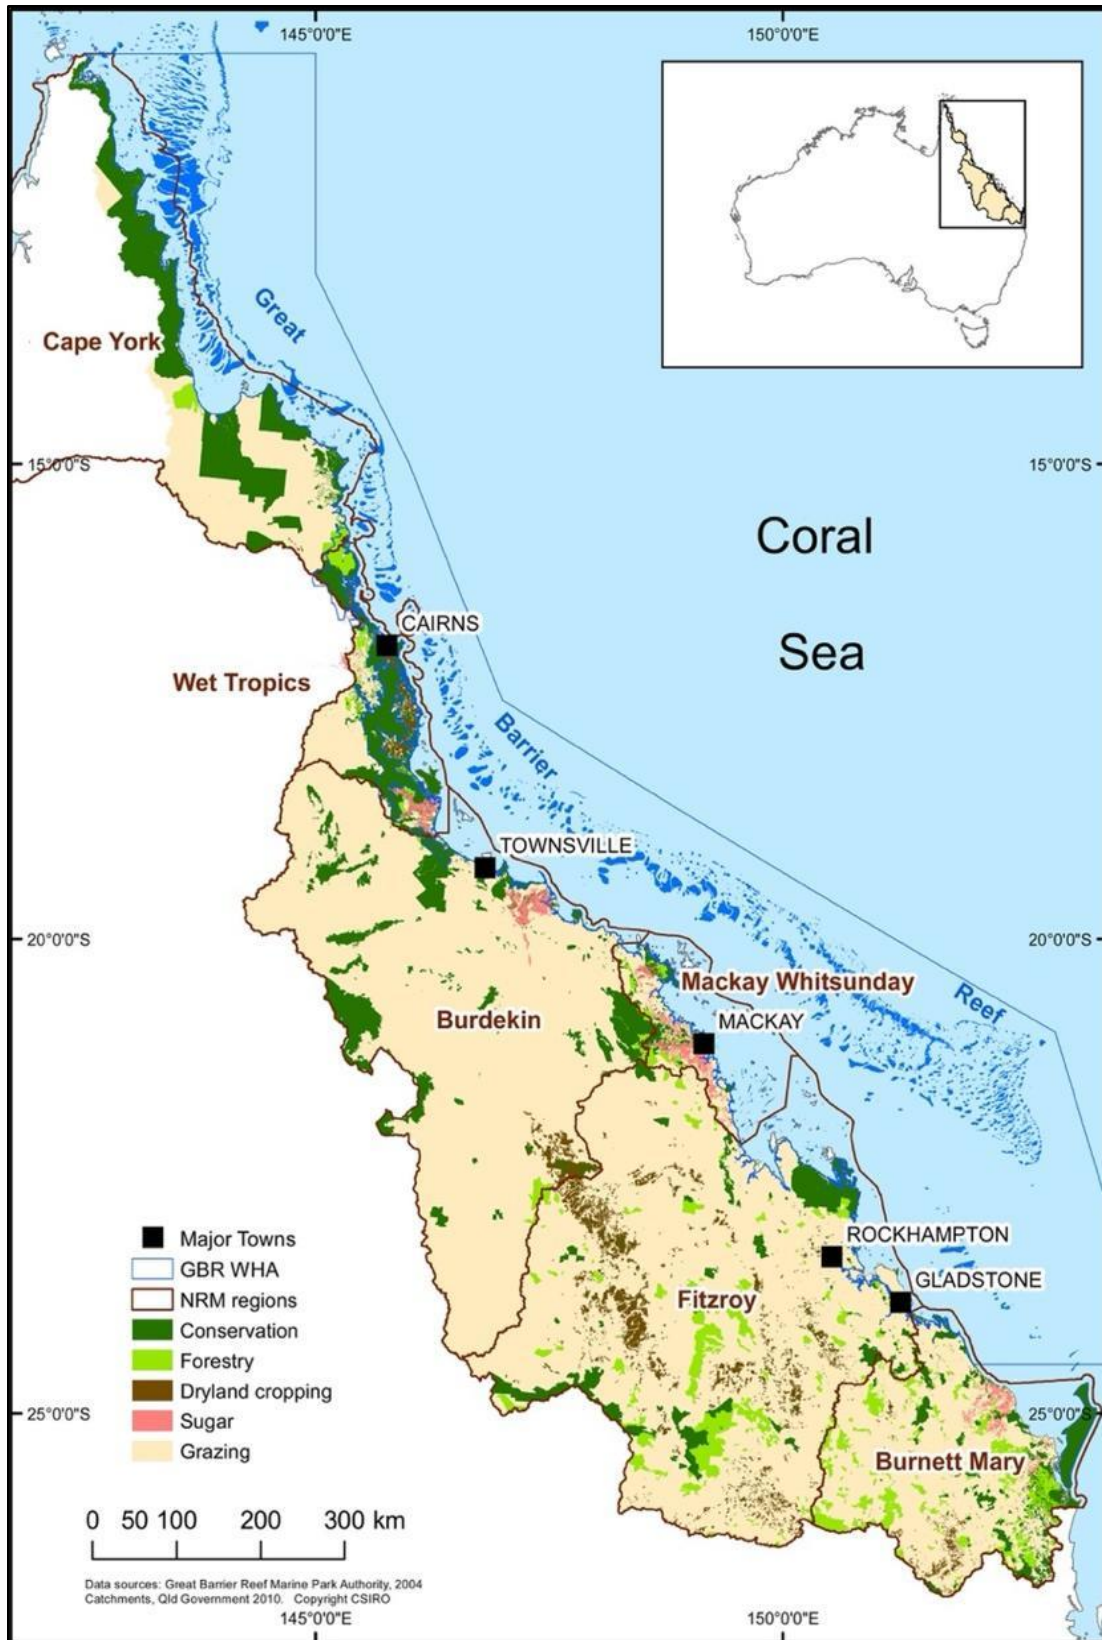 145°0'0"E
150°0'0"E
Great
Cape York
15°0'0"S
15°0'0"S
Coral
Sea
CAIRNS
Wet Tropics
Barrier
TOWNSVILLE
20°0'0"S
20°0'0"S
Mackay Whitsunday
Reef
Burdekin
MACKAY
ROCKHAMPTON
GLADSTONE
Fitzroy
25°0'0"S
25°0'0"S
Burnett Mary
Major Towns
GBR WHA
NRM regions
Conservation
Forestry
Dryland cropping
Sugar
Grazing
0 50 100 200 300 km
Data sources: Great Barrier Reef Marine Park Authority, 2004
Catchments, Qld Government 2010. Copyright CSIRO
145°0'0"E
150°0'0"E